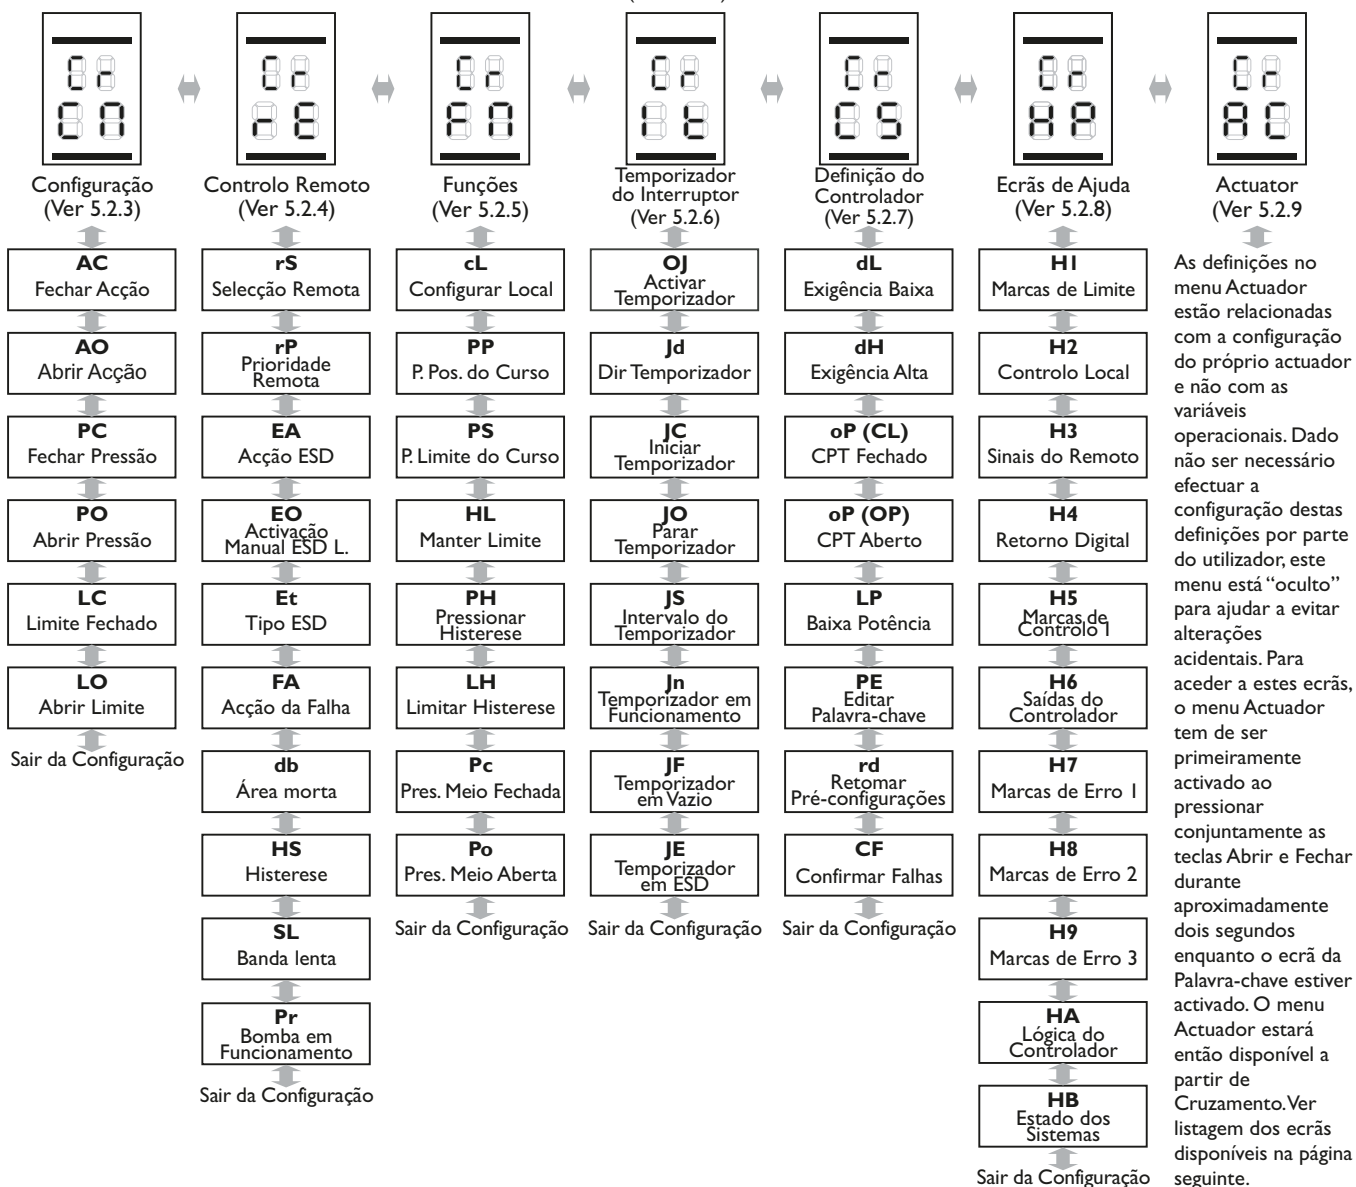 Cr
CN
Configuração
(Ver 5.2.3)
AC
Fechar Acção
AO
Abrir Acção
PC
Fechar Pressão
PO
Abrir Pressão
LC
Limite Fechado
LO
Abrir Limite
Sair da Configuração
Cr
rE
Controlo Remoto
(Ver 5.2.4)
rS
Selecção Remota
rP
Prioridade
Remota
EA
Acção ESD
EO
Activação
Manual ESD L.
Et
Tipo ESD
FA
Acção da Falha
db
Área morta
HS
Histerese
SL
Banda lenta
Pr
Bomba em
Funcionamento
Sair da Configuração
Cr
FN
Funções
(Ver 5.2.5)
cL
Configurar Local
PP
P. Pos. do Curso
PS
P. Limite do Curso
HL
Manter Limite
PH
Pressionar
Histerese
LH
Limitar Histerese
Pc
Pres. Meio Fechada
Po
Pres. Meio Aberta
Sair da Configuração
Cr
It
Temporizador
do Interruptor
(Ver 5.2.6)
OJ
Activar
Temporizador
Jd
Dir Temporizador
JC
Iniciar
Temporizador
JO
Parar
Temporizador
JS
Intervalo do
Temporizador
Jn
Temporizador em
Funcionamento
JF
Temporizador
em Vazio
JE
Temporizador
em ESD
Sair da Configuração
Cr
CS
Definição do
Controlador
(Ver 5.2.7)
dL
Exigência Baixa
dH
Exigência Alta
oP (CL)
CPT Fechado
oP (OP)
CPT Aberto
LP
Baixa Potência
PE
Editar
Palavra-chave
rd
Retomar
Pré-configurações
CF
Confirmar Falhas
Sair da Configuração
Cr
HP
Ecrãs de Ajuda
(Ver 5.2.8)
H1
Marcas de Limite
H2
Controlo Local
H3
Sinais do Remoto
H4
Retorno Digital
H5
Marcas de
Controlo 1
H6
Saídas do
Controlador
H7
Marcas de Erro 1
H8
Marcas de Erro 2
H9
Marcas de Erro 3
HA
Lógica do
Controlador
HB
Estado dos
Sistemas
Sair da Configuração
Cr
AC
Actuator
(Ver 5.2.9
As definições no
menu Actuador
estão relacionadas
com a configuração
do próprio actuador
e não com as
variáveis
operacionais. Dado
não ser necessário
efectuar a
configuração destas
definições por parte
do utilizador, este
menu está “oculto”
para ajudar a evitar
alterações
acidentais. Para
aceder a estes ecrãs,
o menu Actuador
tem de ser
primeiramente
activado ao
pressionar
conjuntamente as
teclas Abrir e Fechar
durante
aproximadamente
dois segundos
enquanto o ecrã da
Palavra-chave estiver
activado. O menu
Actuador estará
então disponível a
partir de
Cruzamento. Ver
listagem dos ecrãs
disponíveis na página
seguinte.